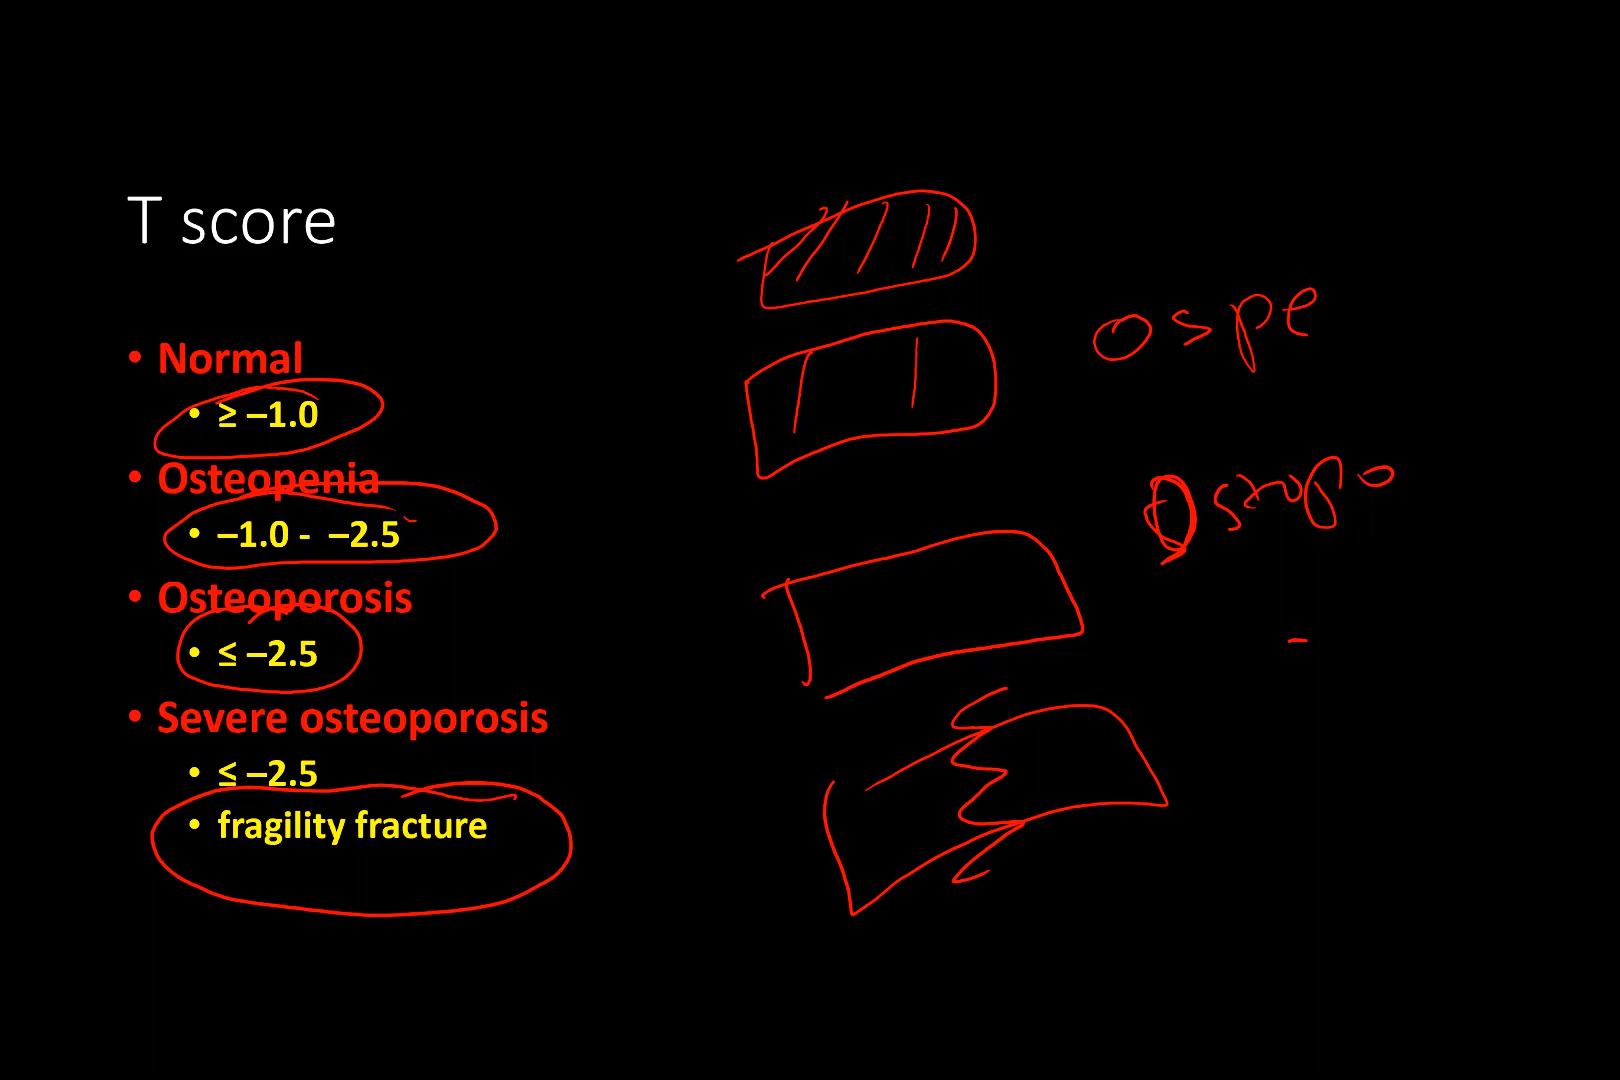 T score
• Normal
• ≥ –1.0
• Osteopenia
• –1.0 - –2.5
• Osteoporosis
• ≤ –2.5
• Severe osteoporosis
• ≤ –2.5
• fragility fracture
ospe